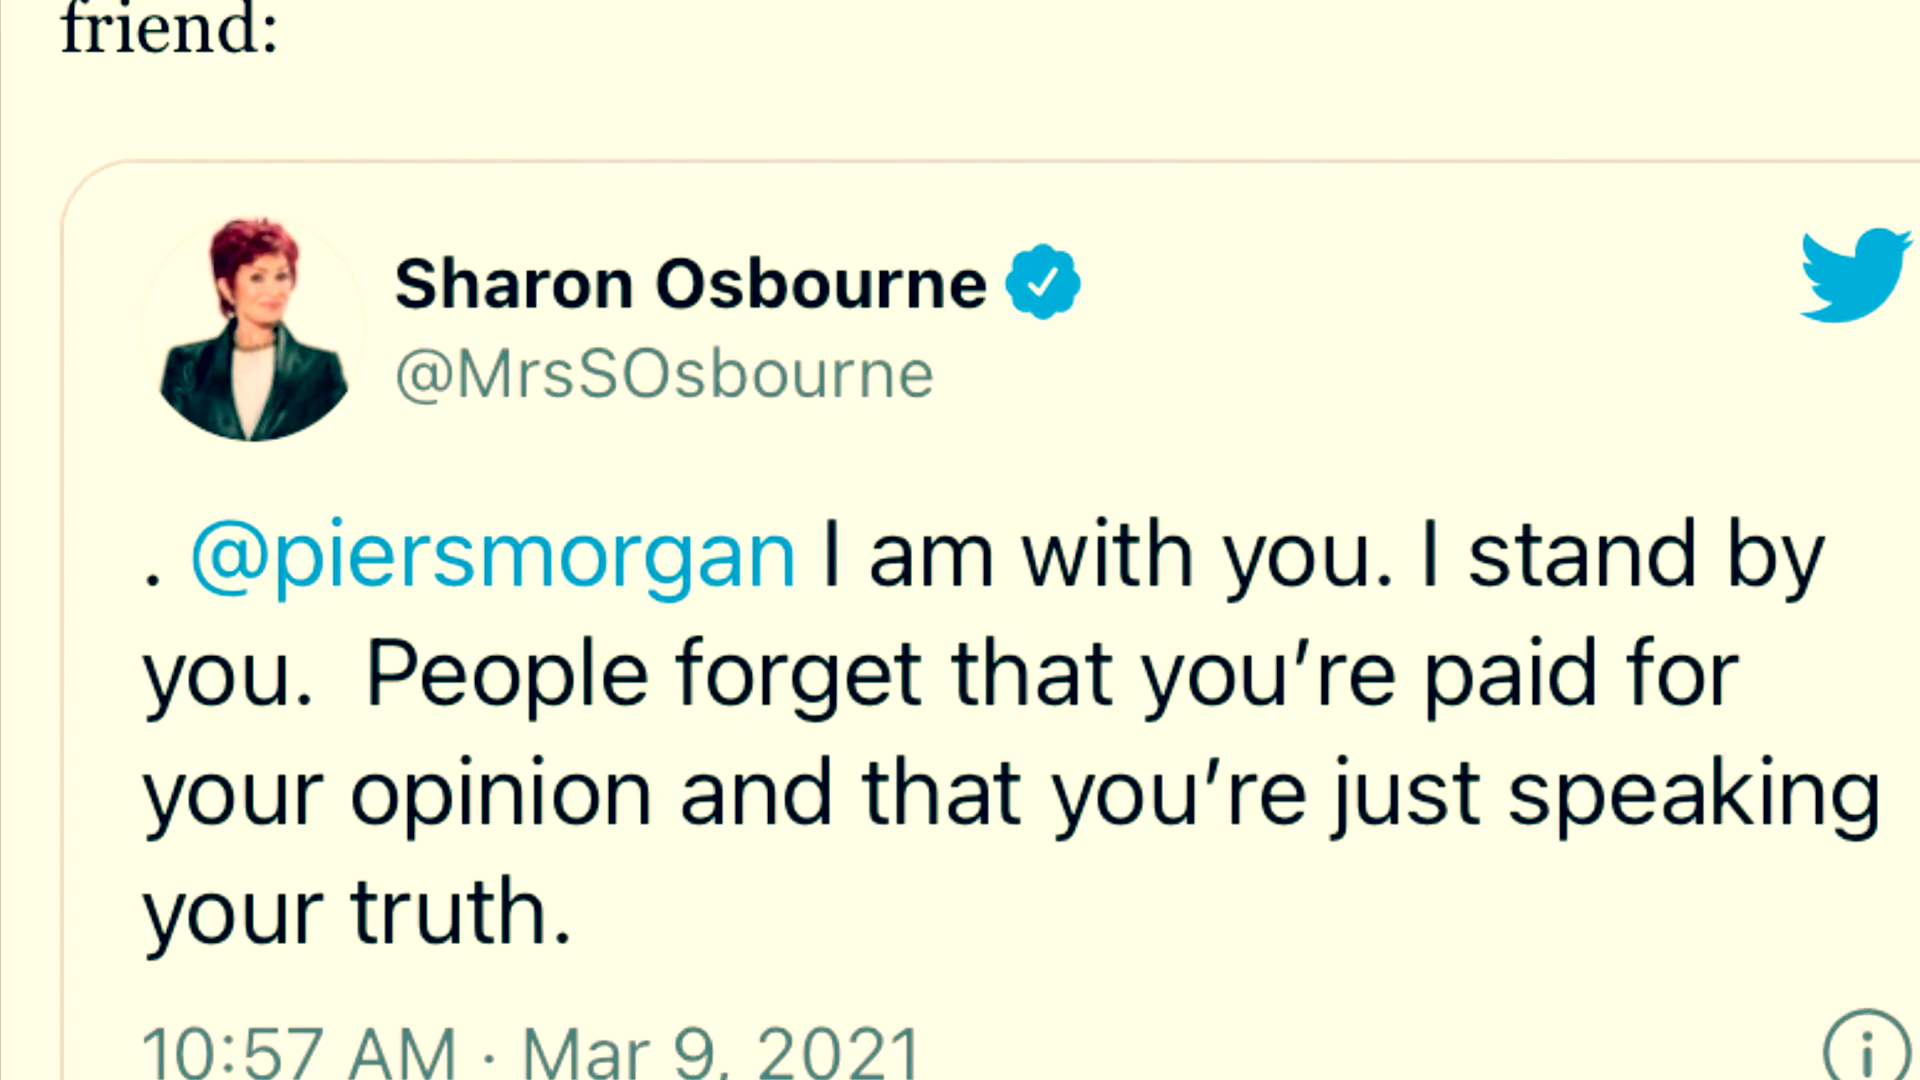 friend:
Sharon Osbourne
@MrsSOsbourne
. @piersmorgan I am with you. I stand by
you.  People forget that you’re paid for
your opinion and that you’re just speaking
your truth.
10:57 AM · Mar 9, 2021